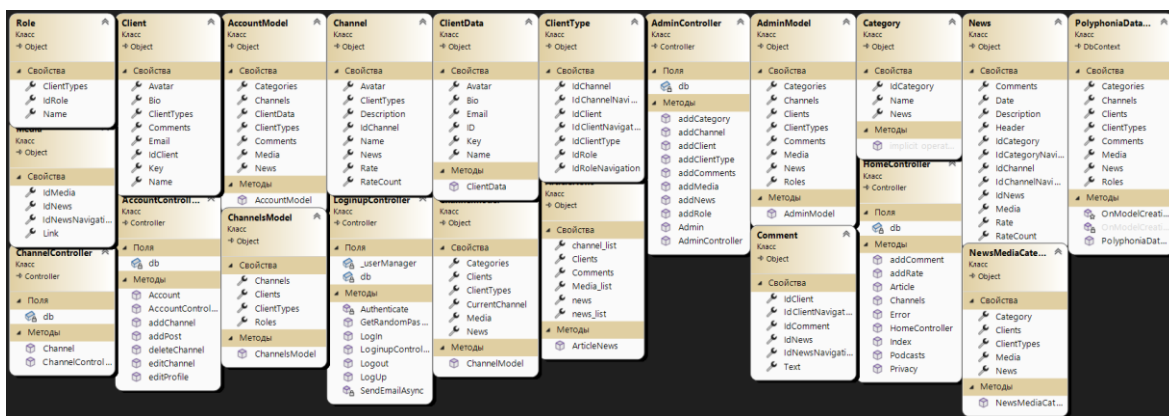 Role
Класс
Object
Свойства
ClientTypes
IdRole
Name
Media
Класс
Object
Свойства
IdMedia
IdNews
IdNewsNavigati...
Link
ChannelController
Класс
Controller
Поля
db
Методы
Channel
ChannelControl...
Client
Класс
Object
Свойства
Avatar
Bio
ClientTypes
Comments
Email
IdClient
Key
Name
AccountControll...
Класс
Controller
Поля
db
Методы
Account
AccountControl...
addChannel
addPost
deleteChannel
editChannel
editProfile
AccountModel
Класс
Object
Свойства
Categories
Channels
ClientData
ClientTypes
Comments
Media
News
Методы
AccountModel
ChannelsModel
Класс
Object
Свойства
Channels
Clients
ClientTypes
Roles
Методы
ChannelsModel
Channel
Класс
Object
Свойства
Avatar
ClientTypes
Description
IdChannel
Name
News
Rate
RateCount
LoginupController
Класс
Controller
Поля
_userManager
db
Методы
Authenticate
GetRandomPas...
LogIn
LoginupControl...
Logout
LogUp
SendEmailAsync
ClientData
Класс
Object
Свойства
Avatar
Bio
Email
ID
Key
Name
Методы
ClientData
Класс
Object
Свойства
Categories
Clients
ClientTypes
CurrentChannel
Media
News
Методы
ChannelModel
ClientType
Класс
Object
Свойства
IdChannel
IdChannelNavi...
IdClient
IdClientNavigat...
IdClientType
IdRole
IdRoleNavigation
Класс
Object
Свойства
channel_list
Clients
Comments
Media_list
news
news_list
Методы
ArticleNews
AdminController
Класс
Controller
Поля
db
Методы
addCategory
addChannel
addClient
addClientType
addComments
addMedia
addNews
addRole
Admin
AdminController
AdminModel
Класс
Object
Свойства
Categories
Channels
Clients
ClientTypes
Comments
Media
News
Roles
Методы
AdminModel
Comment
Класс
Object
Свойства
IdClient
IdClientNavigat...
IdComment
IdNews
IdNewsNavigati...
Text
Category
Класс
Object
Свойства
IdCategory
Name
News
Методы
implicit operat...
HomeController
Класс
Controller
Поля
db
Методы
addComment
addRate
Article
Channels
Error
HomeController
Index
Podcasts
Privacy
News
Класс
Object
Свойства
Comments
Date
Description
Header
IdCategory
IdCategoryNavi...
IdChannel
IdChannelNavi...
IdNews
Media
Rate
RateCount
NewsMediaCate...
Класс
Object
Свойства
Category
Clients
ClientTypes
Media
News
Методы
NewsMediaCat...
PolyphoniaData...
Класс
DbContext
Свойства
Categories
Channels
Clients
ClientTypes
Comments
Media
News
Roles
Методы
OnModelCreati...
OnModelCreati...
PolyphoniaData...